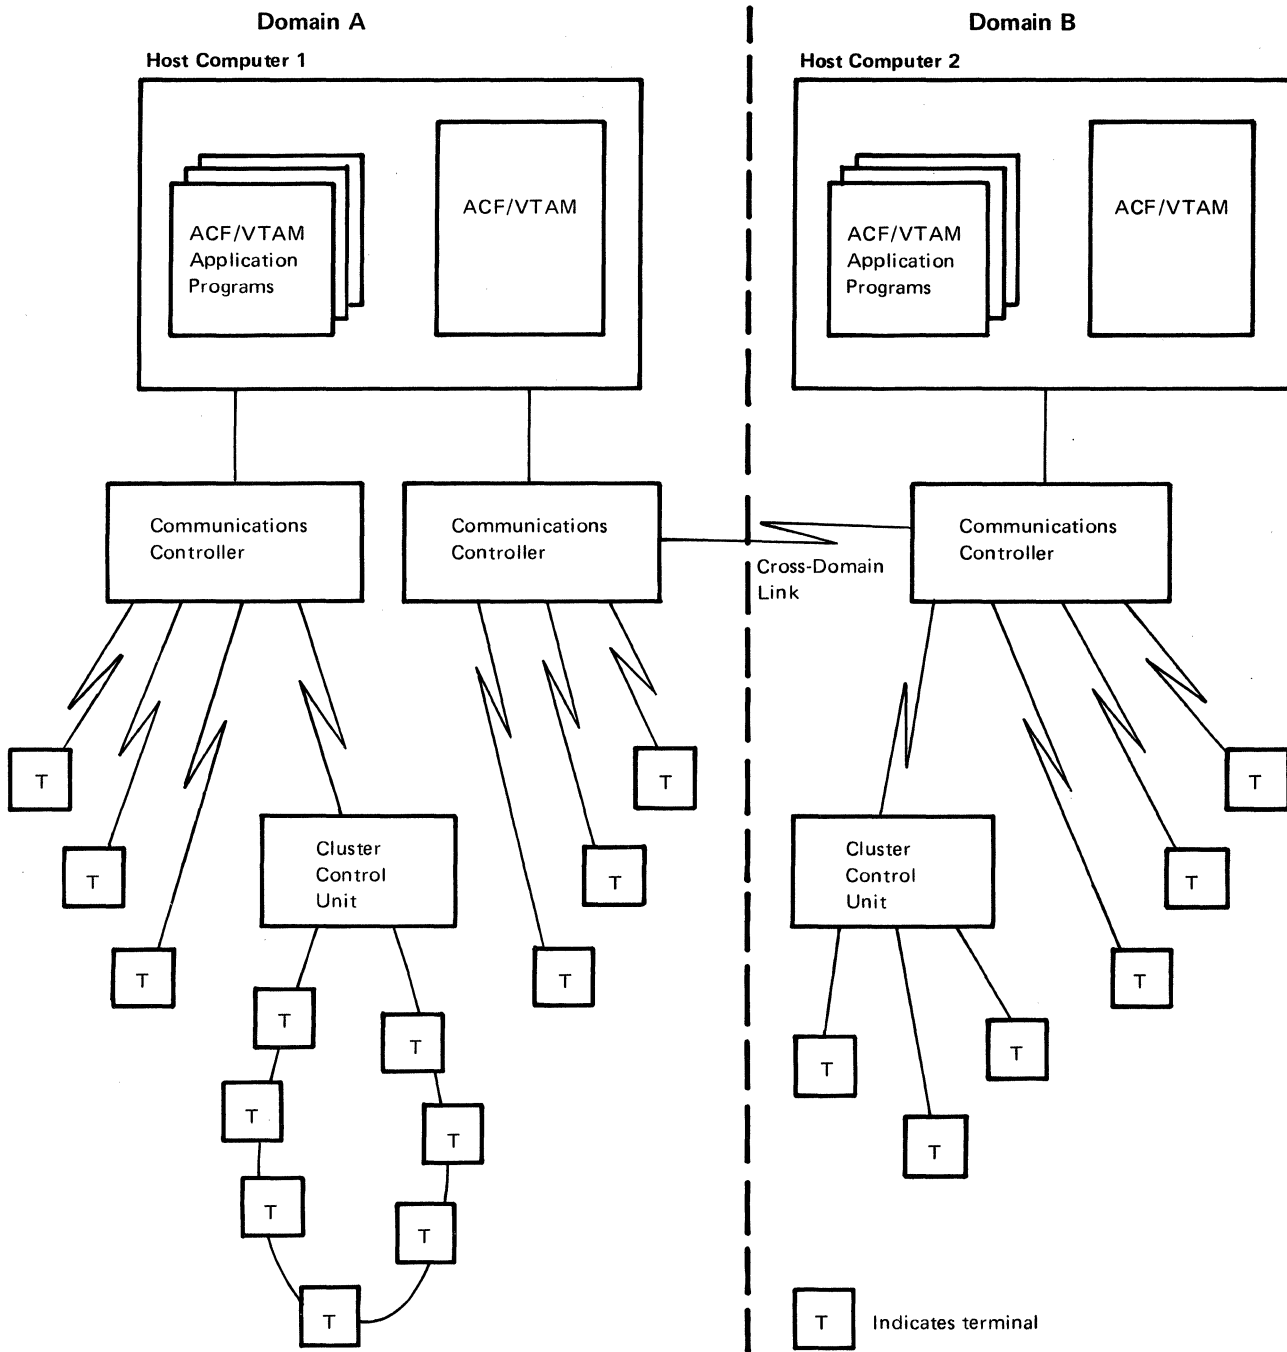 Domain A
Domain B
Host Computer 1
Host Computer 2
ACF/VTAM
Application
Programs
ACF/VTAM
ACF/VTAM
Application
Programs
ACF/VTAM
Communications
Controller
Communications
Controller
Cross-Domain
Link
Communications
Controller
T
T
T
T
T
T
Cluster
Control
Unit
T
T
T
T
T
T
T
Cluster
Control
Unit
T
T
T
T
T
T
T Indicates terminal